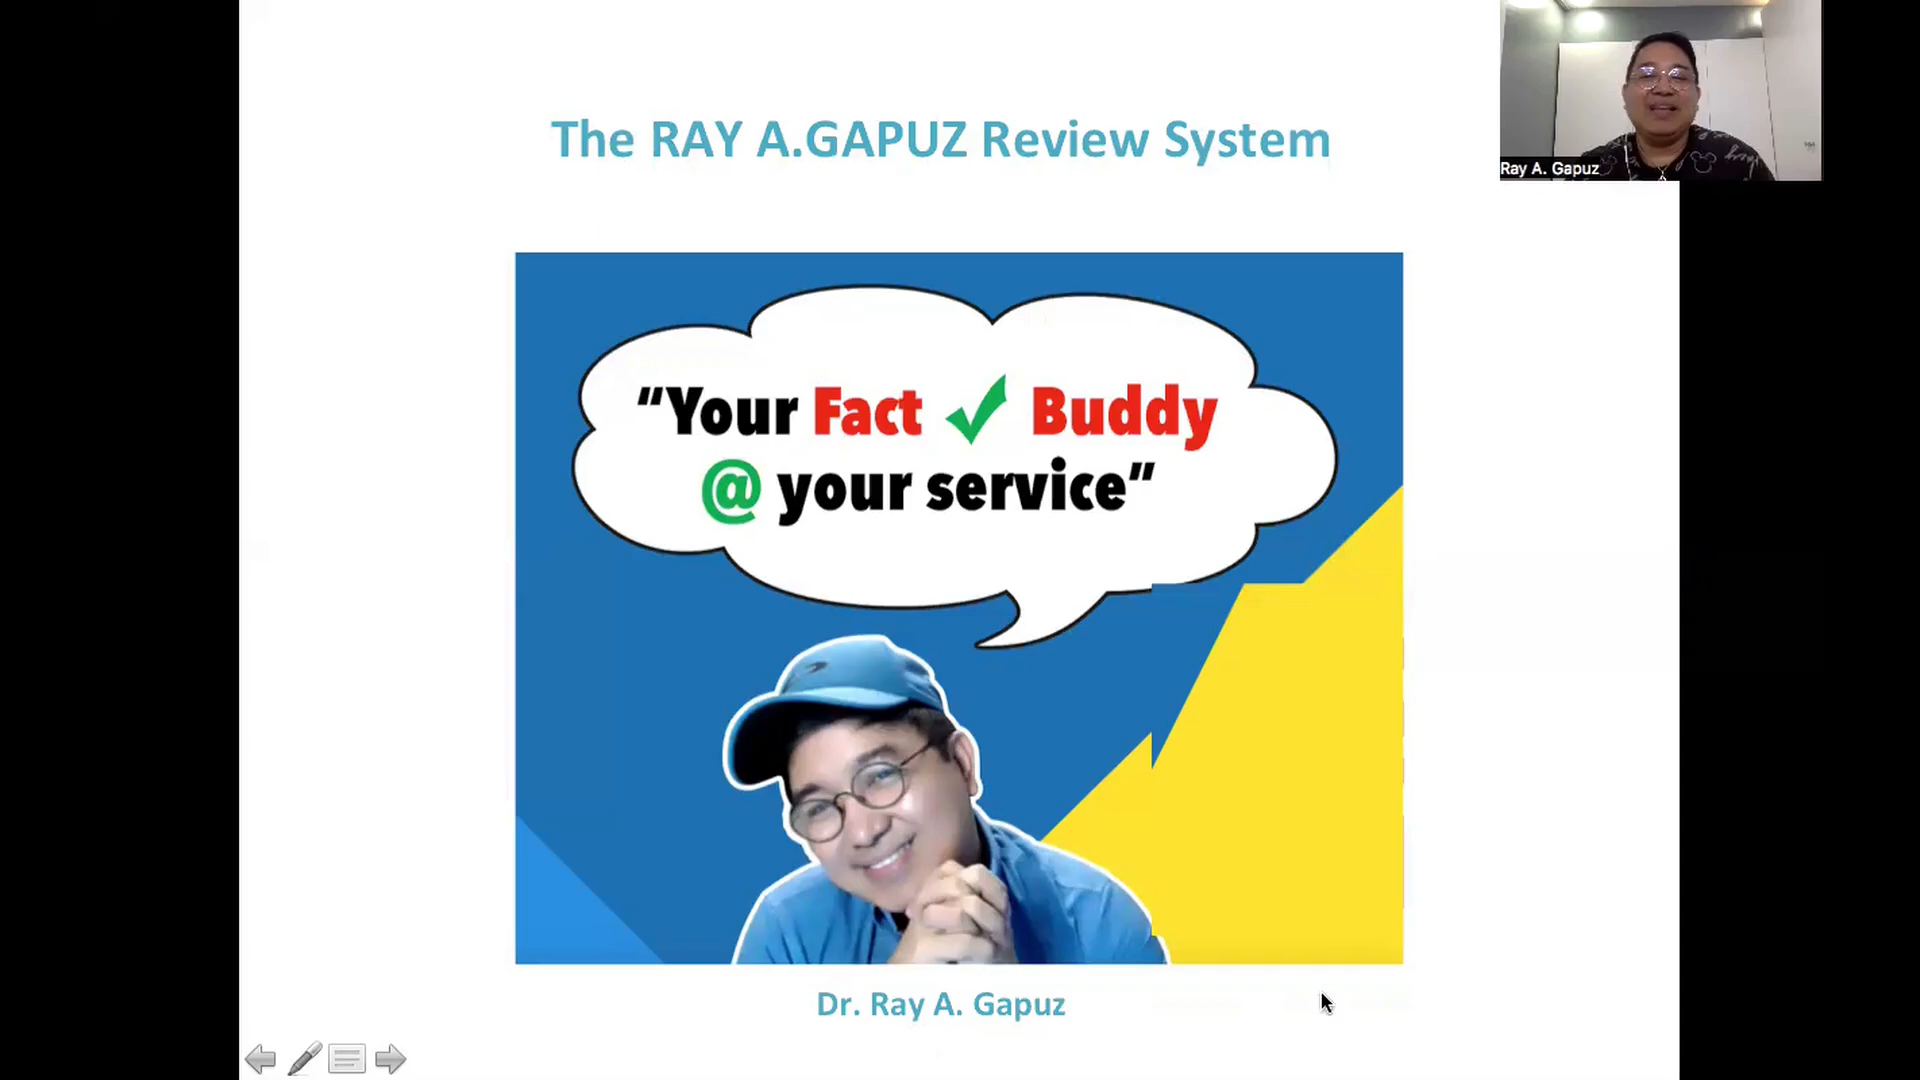 The RAY A.GAPUZ Review System
Ray A. Gapuz
“Your Fact ✓ Buddy
@ your service”
Dr. Ray A. Gapuz